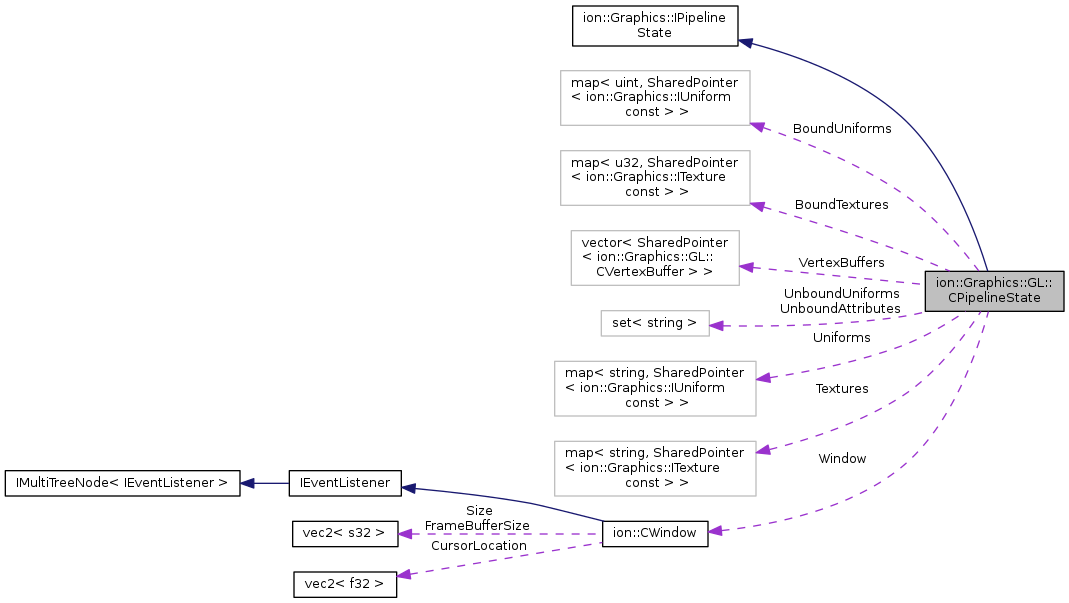 ion::Graphics::IPipeline
State
map< uint, SharedPointer
< ion::Graphics::IUniform
const > >
BoundUniforms
map< u32, SharedPointer
< ion::Graphics::ITexture
const > >
BoundTextures
vector< SharedPointer
< ion::Graphics::GL::
CVertexBuffer > >
VertexBuffers
ion::Graphics::GL::
CPipelineState
set< string >
UnboundUniforms
UnboundAttributes
map< string, SharedPointer
< ion::Graphics::IUniform
const > >
Uniforms
map< string, SharedPointer
< ion::Graphics::ITexture
const > >
Textures
Window
IMultiTreeNode< IEventListener >
IEventListener
vec2< s32 >
Size
FrameBufferSize
ion::CWindow
CursorLocation
vec2< f32 >